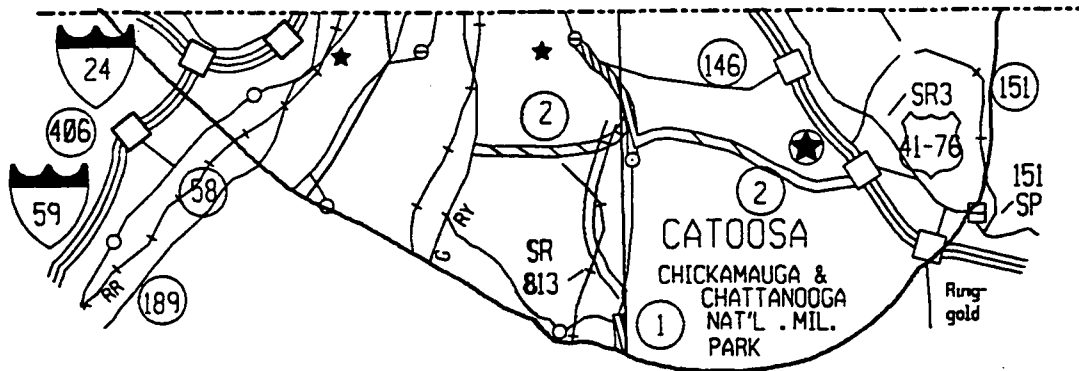 24
406
59
58
RR
189
RY
G
2
SR
813
1
146
2
CATOOSA
CHICKAMAUGA &
CHATTANOOGA
NAT'L . MIL.
PARK
SR3
41-76
151
151
SP
Ring-
gold